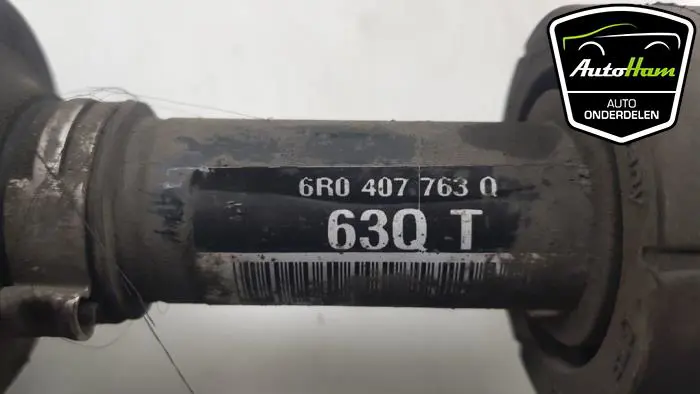 AutoHam
AUTO
ONDERDELEN
6R0 407 763 Q
63Q T